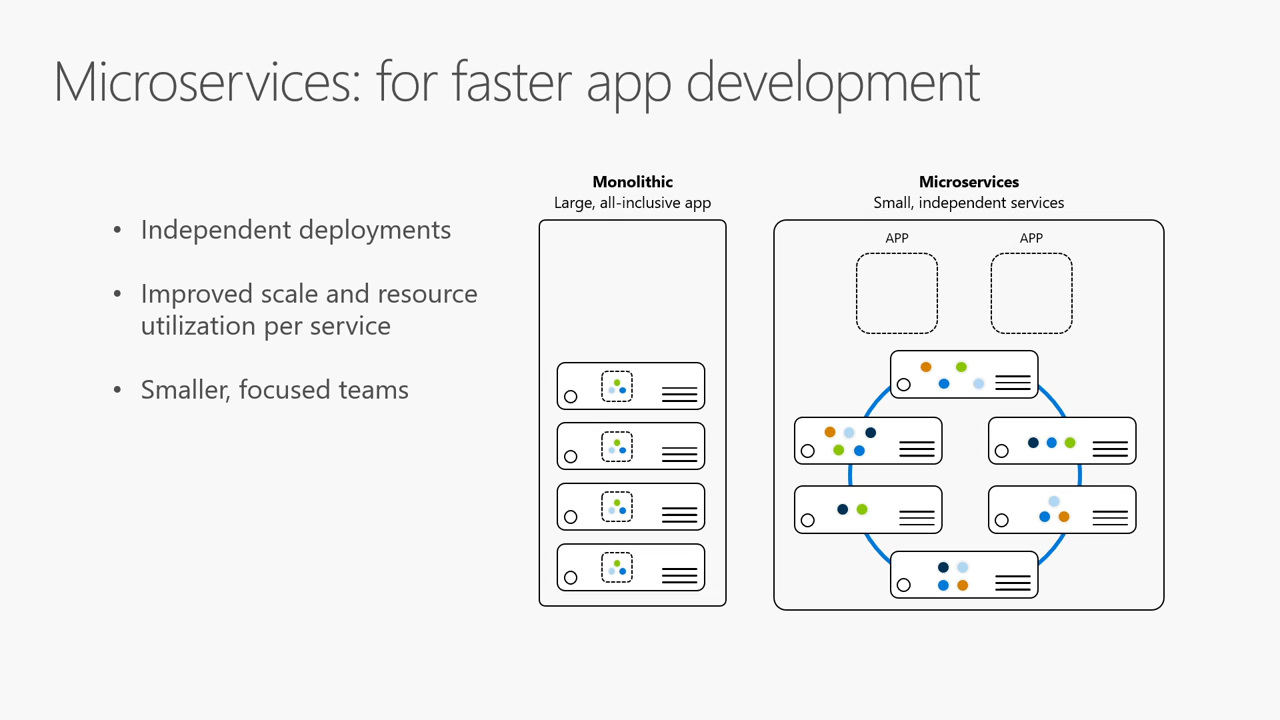 Microservices: for faster app development
• Independent deployments
• Improved scale and resource
utilization per service
• Smaller, focused teams
Monolithic
Large, all-inclusive app
Microservices
Small, independent services
APP
APP